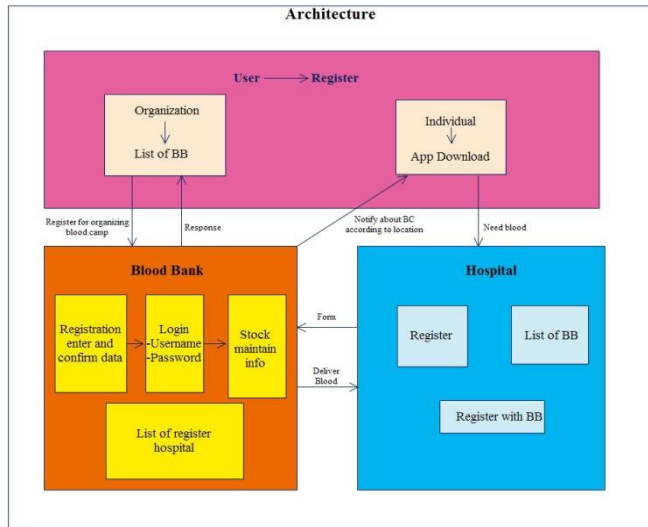 Architecture
User
Register
Organization
List of BB
Individual
App Download
Register for organizing
blood camp
Response
Notify about BC
according to location
Need blood
Blood Bank
Registration
enter and
confirm data
Login
-Username
-Password
Stock
maintain
info
List of register
hospital
Form
Deliver
Blood
Hospital
Register
List of BB
Register with BB